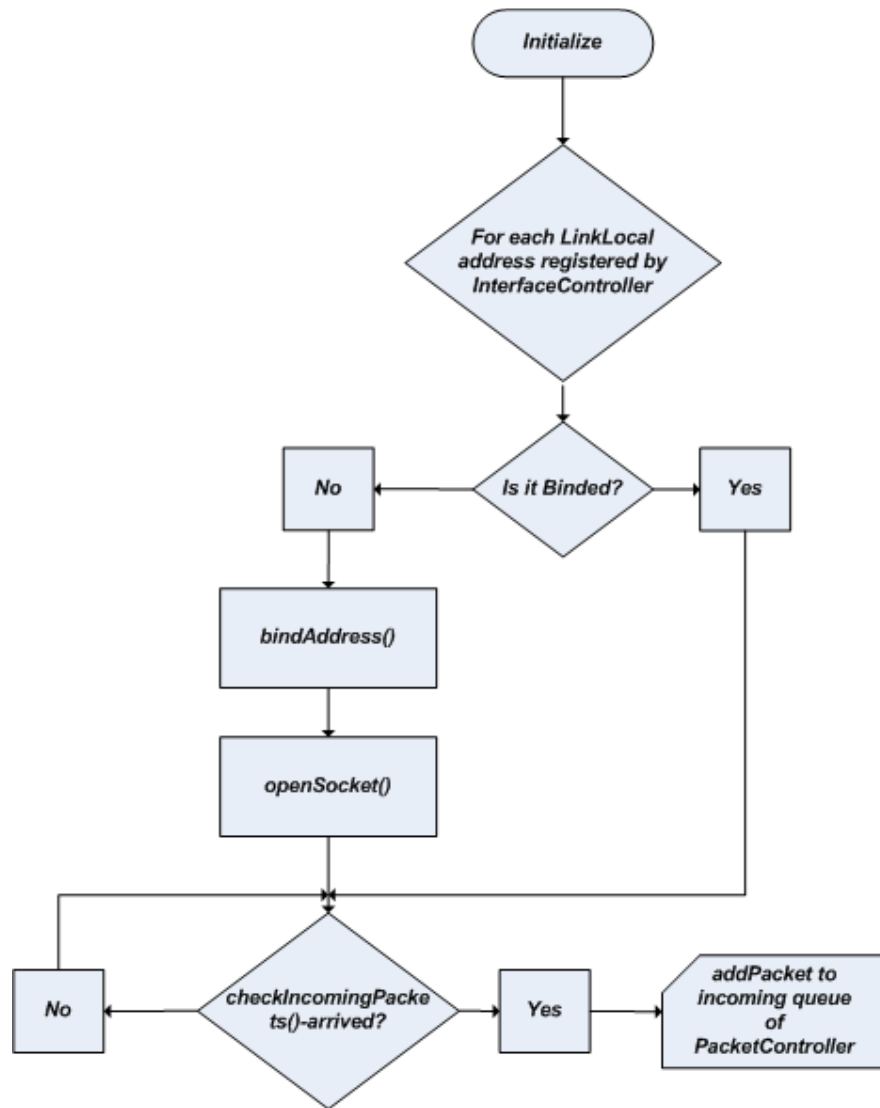 Initialize
For each LinkLocal
address registered by
InterfaceController
No
Is it Binded?
Yes
bindAddress()
openSocket()
No
checkIncomingPacke
ts()-arrived?
Yes
addPacket to
incoming queue
of
PacketController